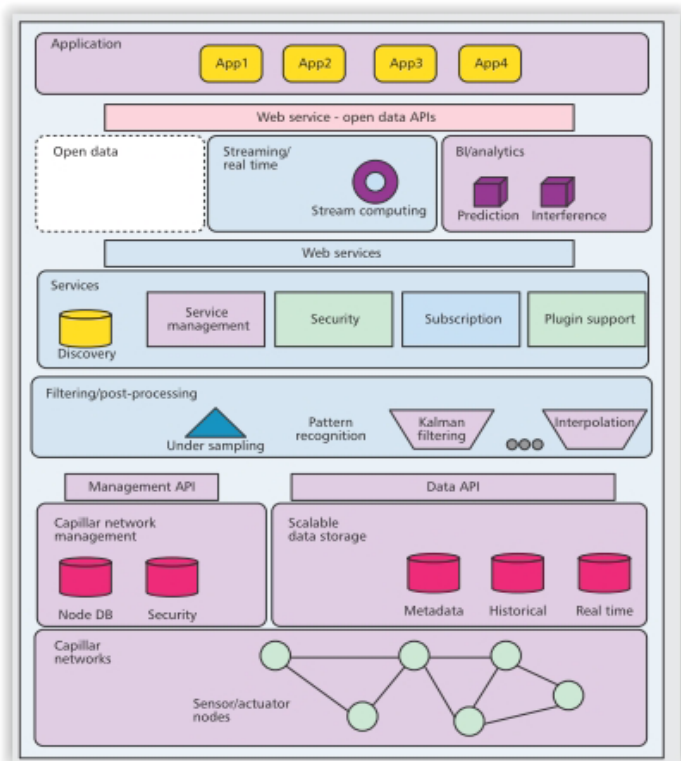 Application
App1
App2
App3
App4
Web service - open data APIs
Open data
Streaming/
real time
Stream computing
BI/analytics
Prediction
Interference
Web services
Services
Discovery
Service
management
Security
Subscription
Plugin support
Filtering/post-processing
Under sampling
Pattern
recognition
Kalman
filtering
Interpolation
Management API
Data API
Capillar network
management
Node DB
Security
Scalable
data storage
Metadata
Historical
Real time
Capillar
networks
Sensor/actuator
nodes